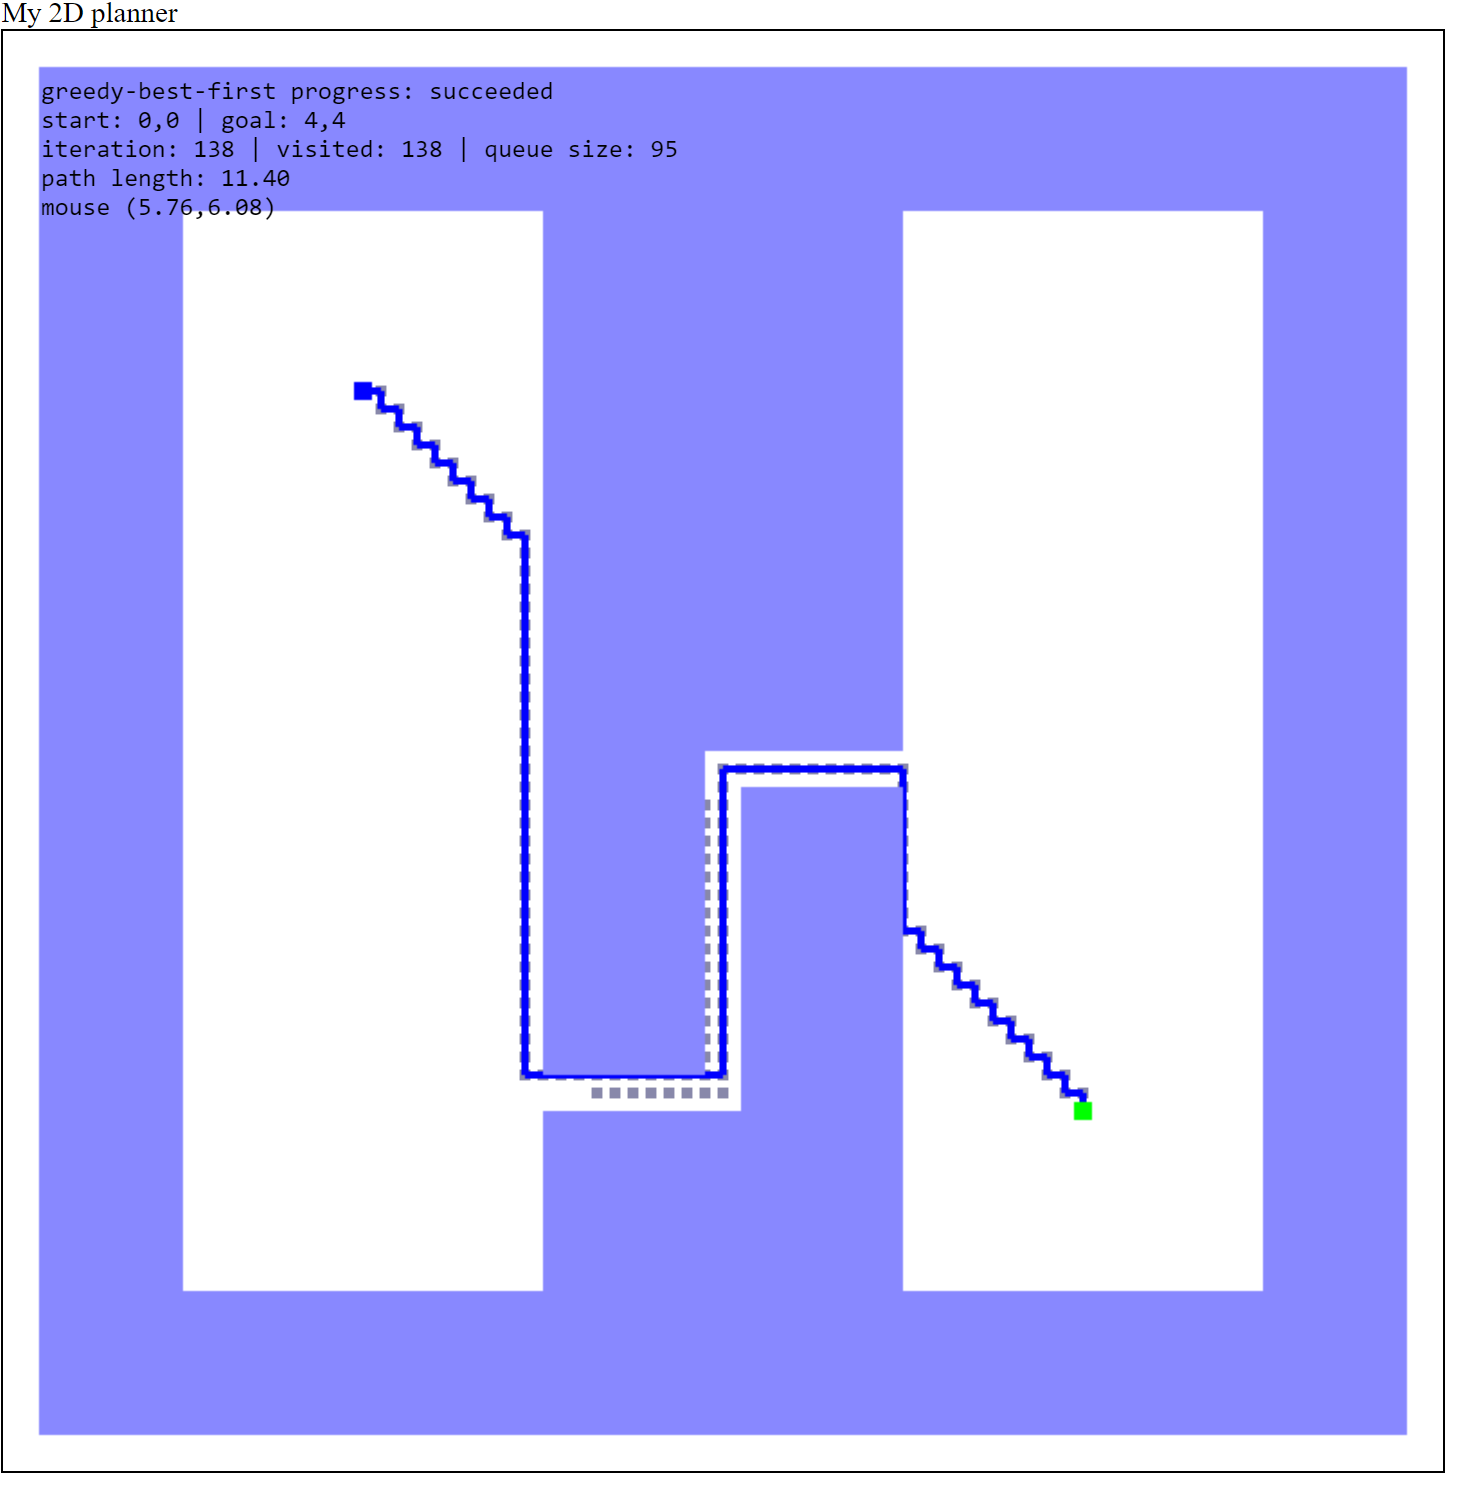 My 2D planner
greedy-best-first progress: succeeded
start: 0,0 | goal: 4,4
iteration: 138 | visited: 138 | queue size: 95
path length: 11.40
mouse (5.76,6.08)